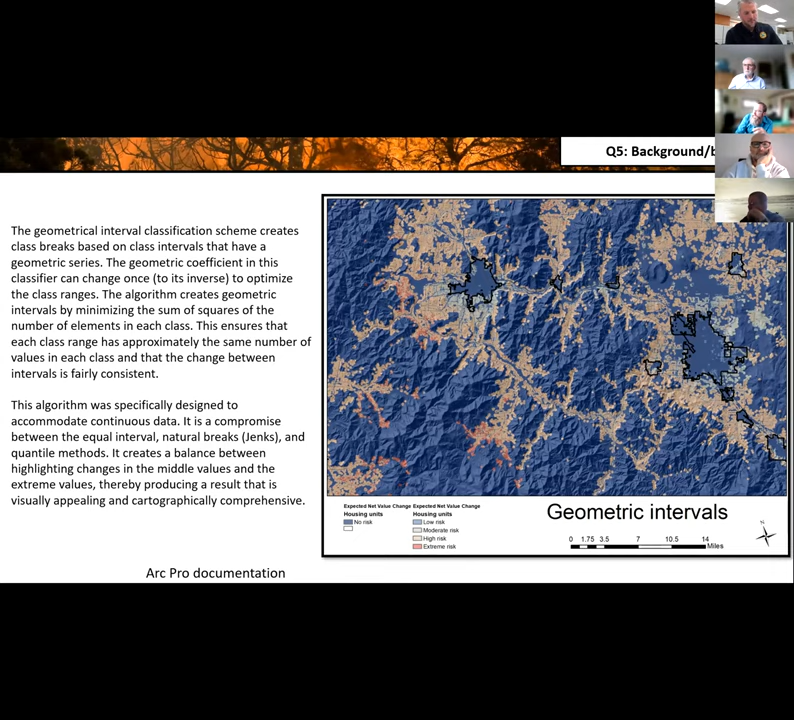 Q5: Background/b
The geometrical interval classification scheme creates
class breaks based on class intervals that have a
geometric series. The geometric coefficient in this
classifier can change once (to its inverse) to optimize
the class ranges. The algorithm creates geometric
intervals by minimizing the sum of squares of the
number of elements in each class. This ensures that
each class range has approximately the same number of
values in each class and that the change between
intervals is fairly consistent.
This algorithm was specifically designed to
accommodate continuous data. It is a compromise
between the equal interval, natural breaks (Jenks), and
quantile methods. It creates a balance between
highlighting changes in the middle values and the
extreme values, thereby producing a result that is
visually appealing and cartographically comprehensive.
Arc Pro documentation
Expected Net Value Change
Housing units
No risk
Expected Net Value Change
Housing units
Low risk
Moderate risk
High risk
Extreme risk
Geometric intervals
N
0 1.75 3.5 7 10.5 14
Miles